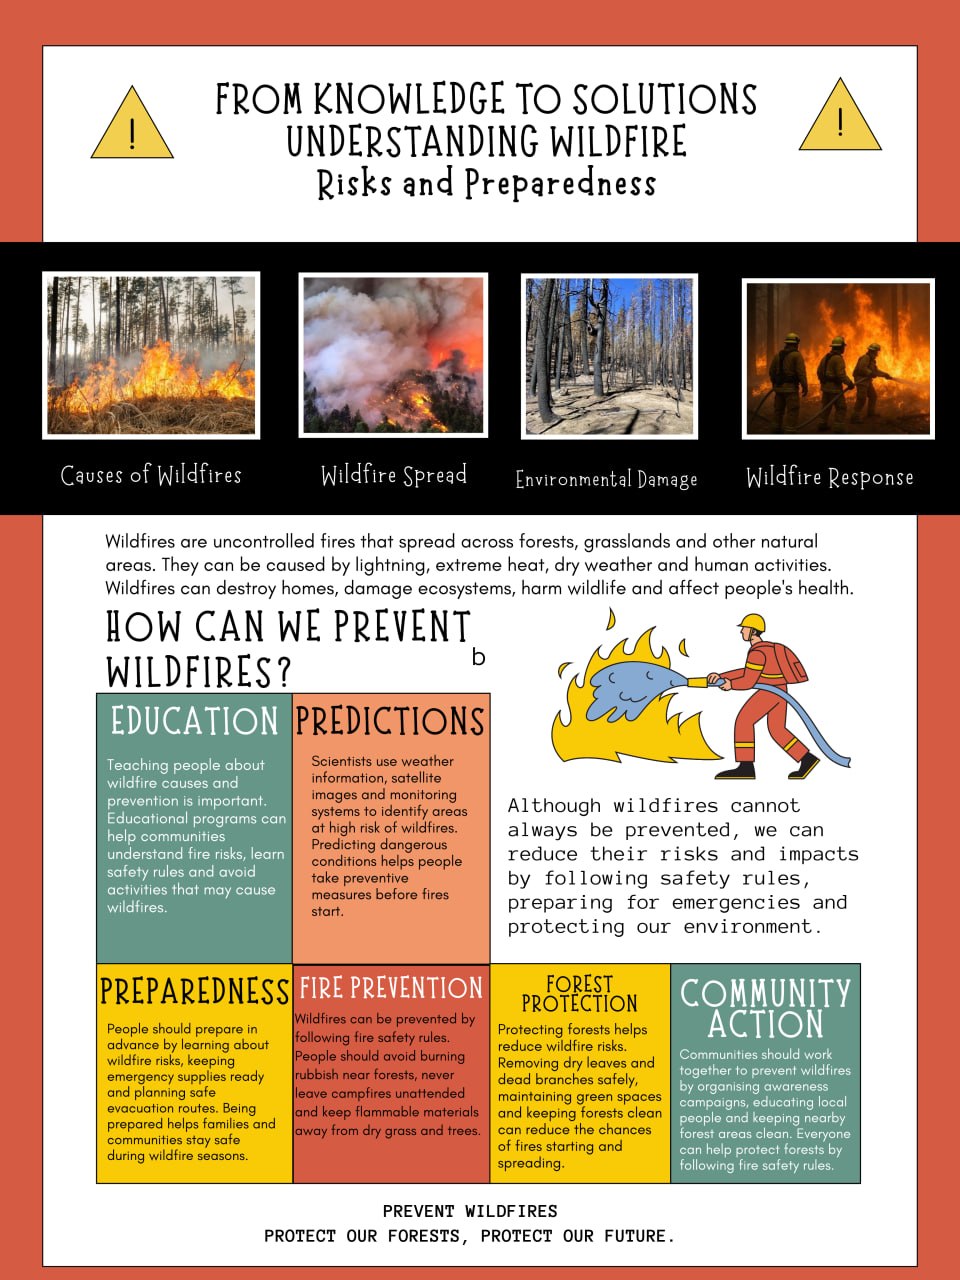 !
!
FROM KNOWLEDGE TO SOLUTIONS
UNDERSTANDING WILDFIRE
Risks and Preparedness
Causes of Wildfires
Wildfire Spread
Environmental Damage
Wildfire Response
Wildfires are uncontrolled fires that spread across forests, grasslands and other natural
areas. They can be caused by lightning, extreme heat, dry weather and human activities.
Wildfires can destroy homes, damage ecosystems, harm wildlife and affect people's health.
HOW CAN WE PREVENT
WILDFIRES?
b
EDUCATION
Teaching people about
wildfire causes and
prevention is important.
Educational programs can
help communities
understand fire risks, learn
safety rules and avoid
activities that may cause
wildfires.
PREDICTIONS
Scientists use weather
information, satellite
images and monitoring
systems to identify areas
at high risk of wildfires.
Predicting dangerous
conditions helps people
take preventive
measures before fires
start.
Although wildfires cannot
always be prevented, we can
reduce their risks and impacts
by following safety rules,
preparing for emergencies and
protecting our environment.
PREPAREDNESS
People should prepare in
advance by learning about
wildfire risks, keeping
emergency supplies ready
and planning safe
evacuation routes. Being
prepared helps families and
communities stay safe
during wildfire seasons.
FIRE PREVENTION
Wildfires can be prevented by
following fire safety rules.
People should avoid burning
rubbish near forests, never
leave campfires unattended
and keep flammable materials
away from dry grass and trees.
FOREST
PROTECTION
Protecting forests helps
reduce wildfire risks.
Removing dry leaves and
dead branches safely,
maintaining green spaces
and keeping forests clean
can reduce the chances
of fires starting and
spreading.
COMMUNITY
ACTION
Communities should work
together to prevent wildfires
by organising awareness
campaigns, educating local
people and keeping nearby
forest areas clean. Everyone
can help protect forests by
following fire safety rules.
PREVENT WILDFIRES
PROTECT OUR FORESTS, PROTECT OUR FUTURE.